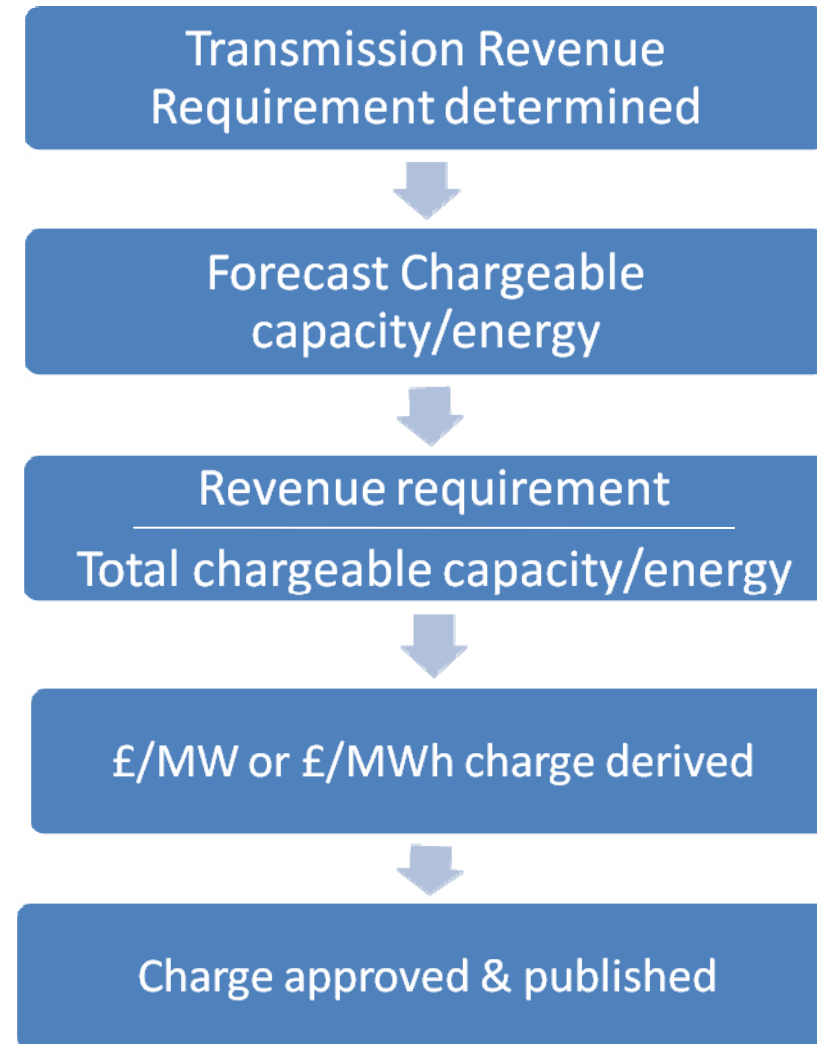 Transmission Revenue
Requirement determined
Forecast Chargeable
capacity/energy
Revenue requirement
Total chargeable capacity/energy
£/MW or £/MWh charge derived
Charge approved & published